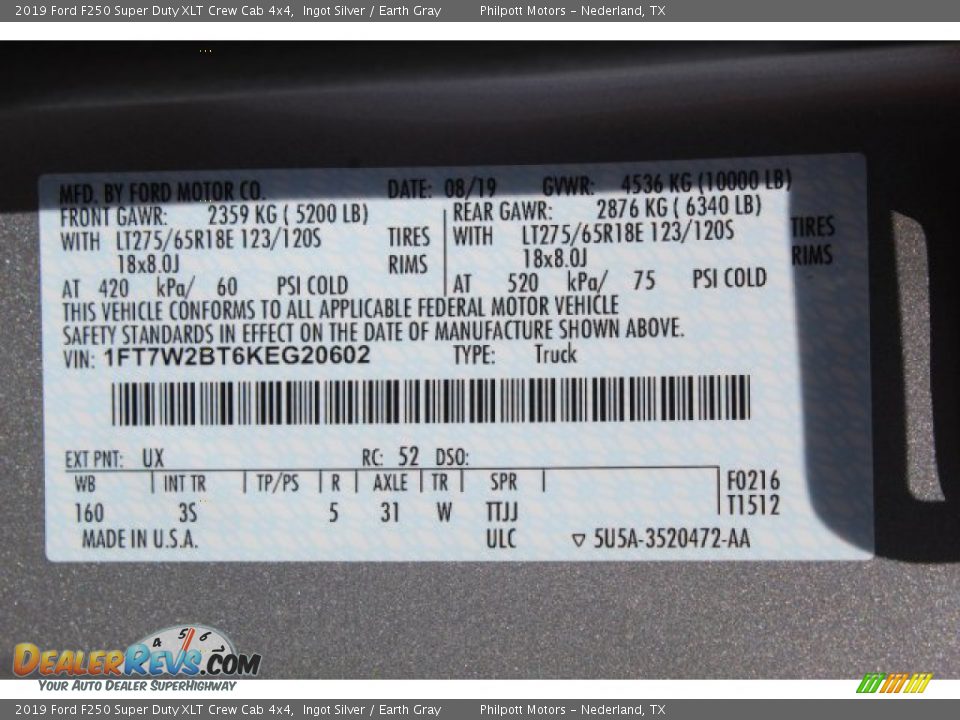 2019 Ford F250 Super Duty XLT Crew Cab 4x4, Ingot Silver / Earth Gray Philpott Motors - Nederland, TX
MFD. BY FORD MOTOR CO. DATE: 08/19 GVWR: 4536 KG (10000 LB)
FRONT GAWR: 2359 KG ( 5200 LB) REAR GAWR: 2876 KG ( 6340 LB)
WITH LT275/65R18E 123/120S TIRES WITH LT275/65R18E 123/120S TIRES
18x8.0J RIMS 18x8.0J RIMS
AT 420 kPa/ 60 PSI COLD AT 520 kPa/ 75 PSI COLD
THIS VEHICLE CONFORMS TO ALL APPLICABLE FEDERAL MOTOR VEHICLE
SAFETY STANDARDS IN EFFECT ON THE DATE OF MANUFACTURE SHOWN ABOVE.
VIN: 1FT7W2BT6KEG20602 TYPE: Truck
EXT PNT: UX RC: 52 DSO:
WB INT TR TP/PS R AXLE TR SPR F0216
160 3S 5 31 W TTJJ T1512
MADE IN U.S.A. ULC ▽ 5U5A-3520472-AA
4 5 6
DEALERREVS.COM
YOUR AUTO DEALER SUPERHIGHWAY
2019 Ford F250 Super Duty XLT Crew Cab 4x4, Ingot Silver / Earth Gray Philpott Motors - Nederland, TX